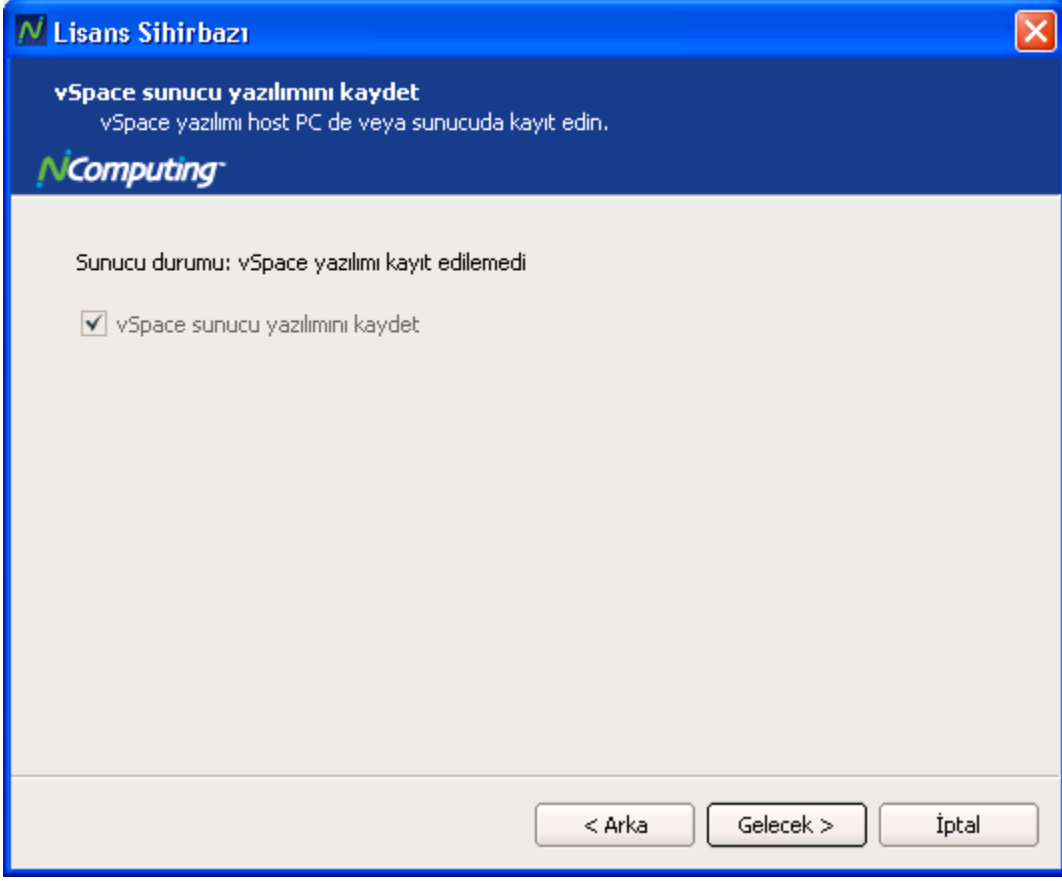 Lisans Sihirbazı
vSpace sunucu yazılımını kaydet
vSpace yazılımı host PC de veya sunucuda kayıt edin.
NComputing
Sunucu durumu: vSpace yazılımı kayıt edilemedi
vSpace sunucu yazılımını kaydet
< Arka
Gelecek >
İptal